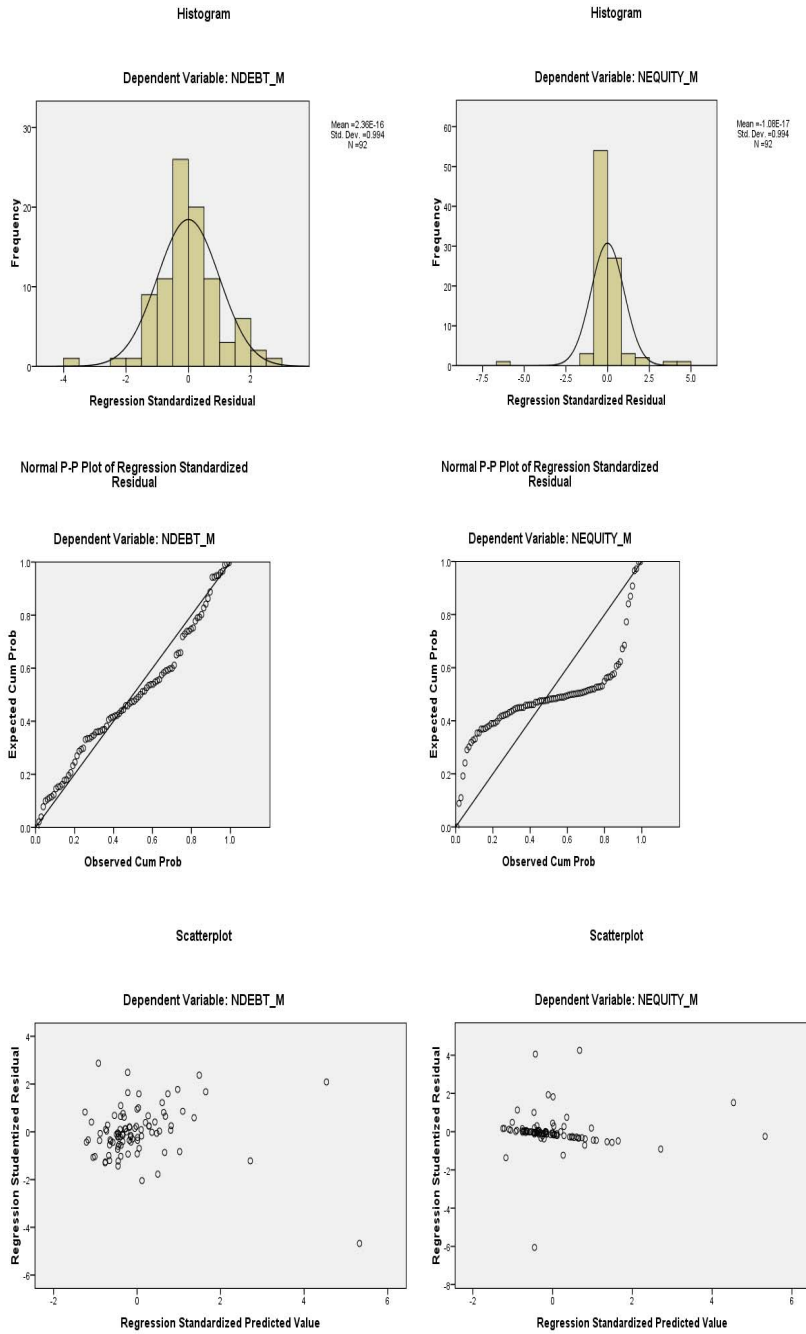 Histogram
Dependent Variable: NDEBT_M
Mean =2.36E-16
Std. Dev. =0.994
N =92
Frequency
30
20
10
0
-4
-2
0
2
Regression Standardized Residual
Histogram
Dependent Variable: NEQUITY_M
Mean =-1.08E-17
Std. Dev. =0.994
N =92
Frequency
60
50
40
30
20
10
0
-7.5
-5.0
-2.5
0.0
2.5
5.0
Regression Standardized Residual
Normal P-P Plot of Regression Standardized
Residual
Dependent Variable: NDEBT_M
Expected Cum Prob
1.0
0.8
0.6
0.4
0.2
0.0
0.0
0.2
0.4
0.6
0.8
1.0
Observed Cum Prob
Normal P-P Plot of Regression Standardized
Residual
Dependent Variable: NEQUITY_M
Expected Cum Prob
1.0
0.8
0.6
0.4
0.2
0.0
0.0
0.2
0.4
0.6
0.8
1.0
Observed Cum Prob
Scatterplot
Dependent Variable: NDEBT_M
Regression Studentized Residual
4
2
0
-2
-4
-6
-2
0
2
4
6
Regression Standardized Predicted Value
Scatterplot
Dependent Variable: NEQUITY_M
Regression Studentized Residual
4
2
0
-2
-4
-6
-8
-2
0
2
4
6
Regression Standardized Predicted Value